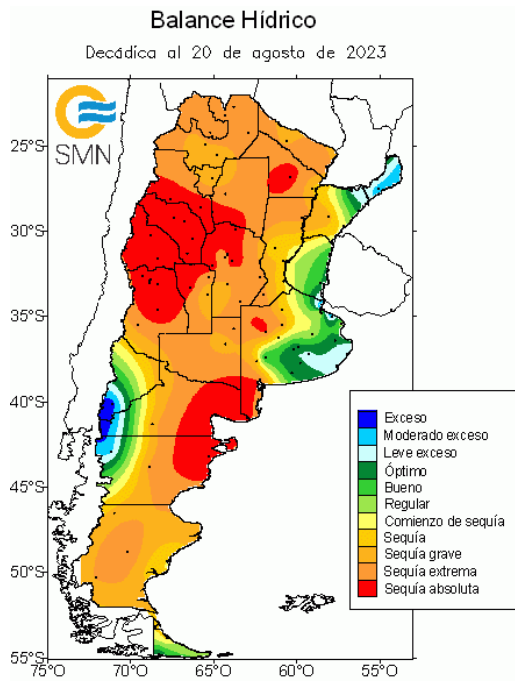 Balance Hídrico
Decádica al 20 de agosto de 2023
SMN
25°S
30°S
35°S
40°S
45°S
50°S
55°S
75°O
70°O
65°O
60°O
55°O
Exceso
Moderado exceso
Leve exceso
Óptimo
Bueno
Regular
Comienzo de sequía
Sequía
Sequía grave
Sequía extrema
Sequía absoluta